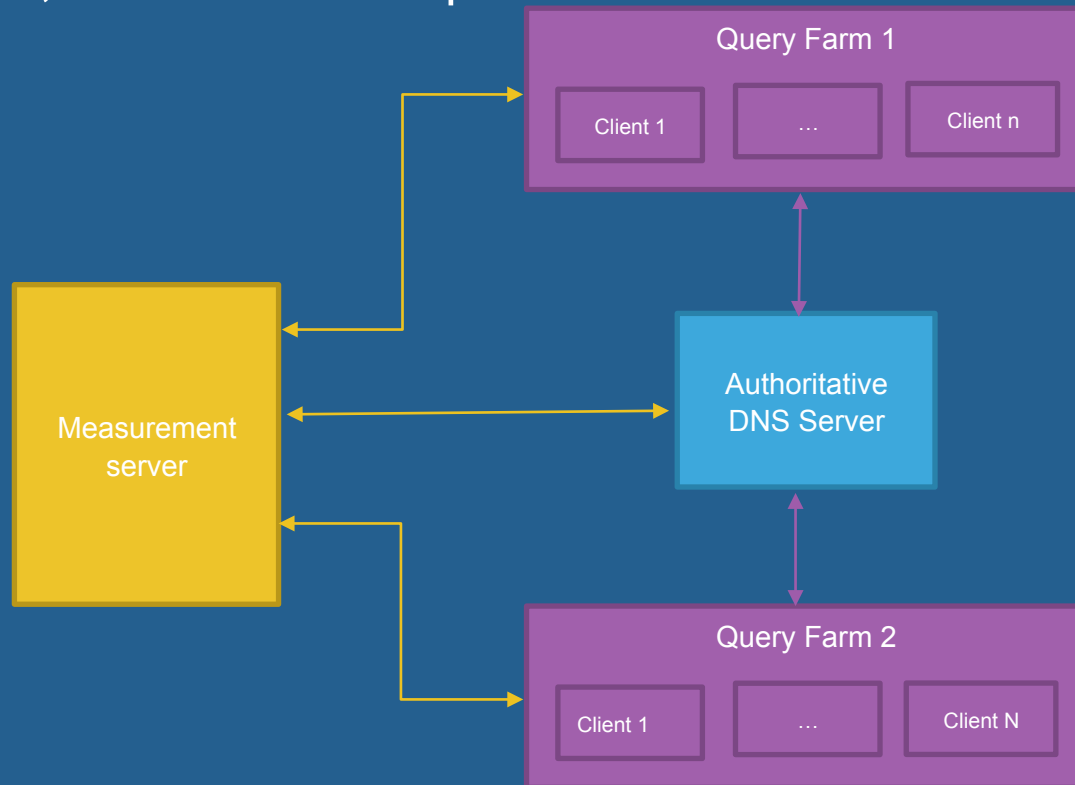 Query Farm 1
Client 1
…
Client n
Authoritative
DNS Server
Measurement
server
Query Farm 2
Client 1
…
Client N